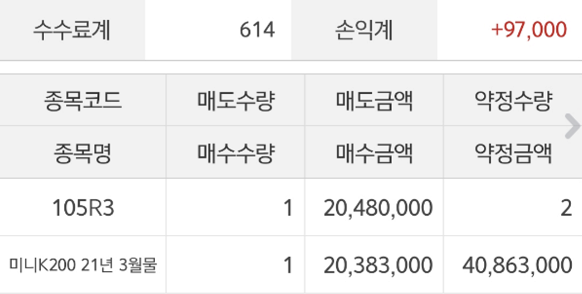 수수료계 614 손익계 +97,000
종목코드 매도수량 매도금액 약정수량
종목명 매수수량 매수금액 약정금액
105R3 1 20,480,000 2
미니K200 21년 3월물 1 20,383,000 40,863,000